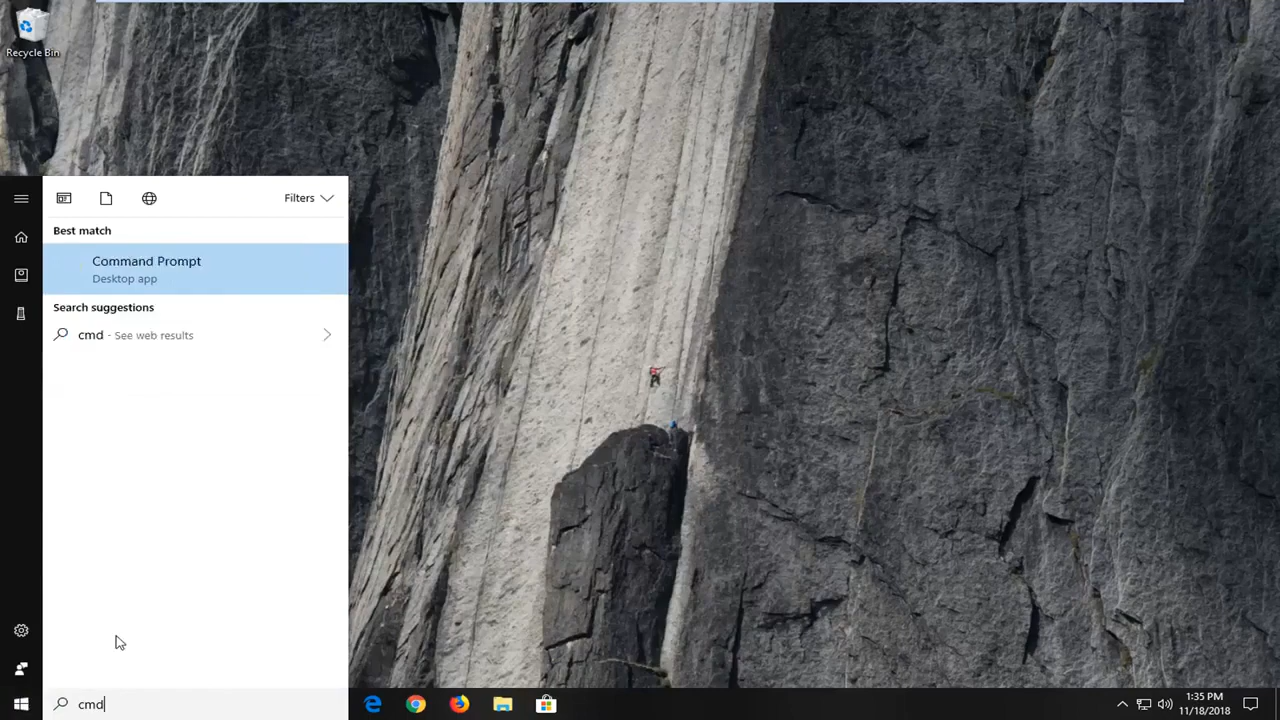 Recycle Bin
Filters
Best match
Command Prompt
Desktop app
Search suggestions
cmd - See web results
cmd
1:35 PM
11/18/2018